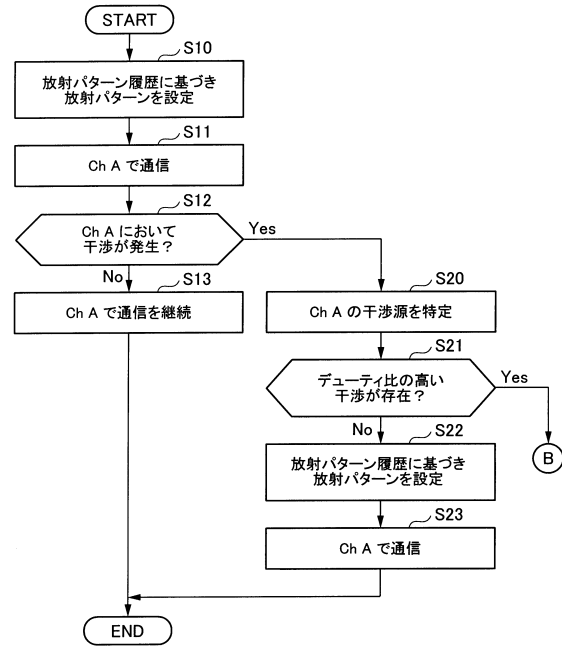 START
S10
放射パターン履歴に基づき
放射パターンを設定
S11
Ch A で通信
S12
Ch A において
干渉が発生？
Yes
No
S13
Ch A で通信を継続
S20
Ch A の干渉源を特定
S21
デューティ比の高い
干渉が存在？
Yes
B
No
S22
放射パターン履歴に基づき
放射パターンを設定
S23
Ch A で通信
END